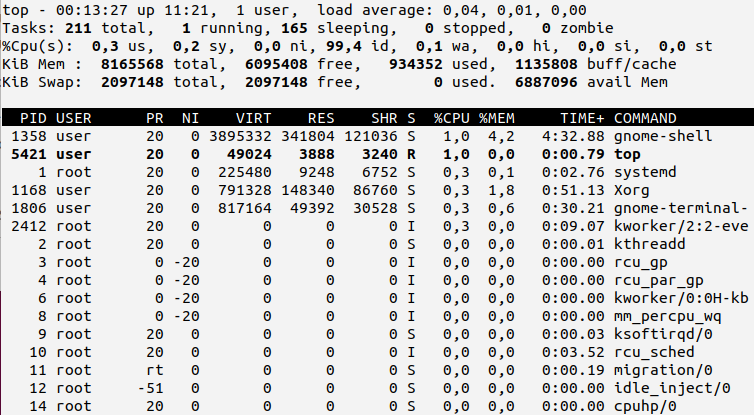 top - 00:13:27 up 11:21,  1 user,  load average: 0,04, 0,01, 0,00
Tasks: 211 total,   1 running, 165 sleeping,   0 stopped,   0 zombie
%Cpu(s):  0,3 us,  0,2 sy,  0,0 ni, 99,4 id,  0,1 wa,  0,0 hi,  0,0 si,  0,0 st
KiB Mem :  8165568 total,  6095408 free,   934352 used,  1135808 buff/cache
KiB Swap:  2097148 total,  2097148 free,        0 used.  6887096 avail Mem
PID USER      PR  NI    VIRT    RES    SHR S  %CPU %MEM     TIME+ COMMAND
1358 user      20   0 3895332 341804 121036 S   1,0  4,2   4:32.88 gnome-shell
5421 user      20   0   49024   3888   3240 R   1,0  0,0   0:00.79 top
1 root      20   0  225480   9248   6752 S   0,3  0,1   0:02.76 systemd
1168 user      20   0  791328 148340  86760 S   0,3  1,8   0:51.13 Xorg
1806 user      20   0  817164  49392  30528 S   0,3  0,6   0:30.21 gnome-terminal-
2412 root      20   0       0      0      0 I   0,3  0,0   0:09.07 kworker/2:2-eve
2 root      20   0       0      0      0 S   0,0  0,0   0:00.01 kthreadd
3 root       0 -20       0      0      0 I   0,0  0,0   0:00.00 rcu_gp
4 root       0 -20       0      0      0 I   0,0  0,0   0:00.00 rcu_par_gp
6 root       0 -20       0      0      0 I   0,0  0,0   0:00.00 kworker/0:0H-kb
8 root       0 -20       0      0      0 I   0,0  0,0   0:00.00 mm_percpu_wq
9 root      20   0       0      0      0 S   0,0  0,0   0:00.03 ksoftirqd/0
10 root      20   0       0      0      0 I   0,0  0,0   0:03.52 rcu_sched
11 root      rt   0       0      0      0 S   0,0  0,0   0:00.19 migration/0
12 root     -51   0       0      0      0 S   0,0  0,0   0:00.00 idle_inject/0
14 root      20   0       0      0      0 S   0,0  0,0   0:00.00 cpuhp/0